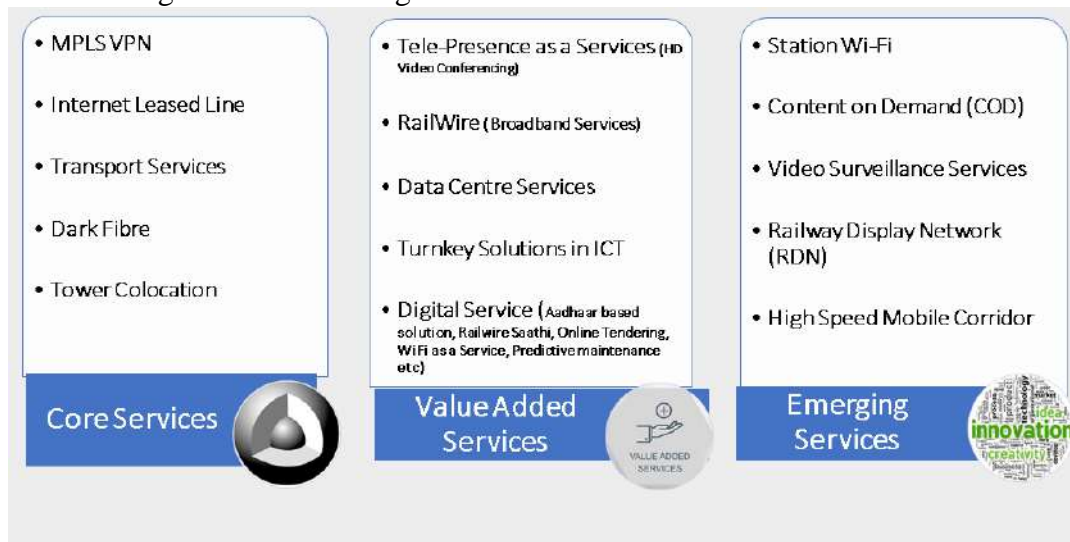 • MPLS VPN
• Internet Leased Line
• Transport Services
• Dark Fibre
• Tower Colocation
Core Services
• Tele-Presence as a Services (HD
Video Conferencing)
• RailWire (Broadband Services)
• Data Centre Services
• Turnkey Solutions in ICT
• Digital Service (Aadhaar based
solution, Railwire Saathi, Online Tendering,
WiFi as a Service, Predictive maintenance
etc)
Value Added
Services
VALUE ADDED
SERVICES
• Station Wi-Fi
• Content on Demand (COD)
• Video Surveillance Services
• Railway Display Network
(RDN)
• High Speed Mobile Corridor
Emerging
Services
technology
product
idea
innovation
creativity